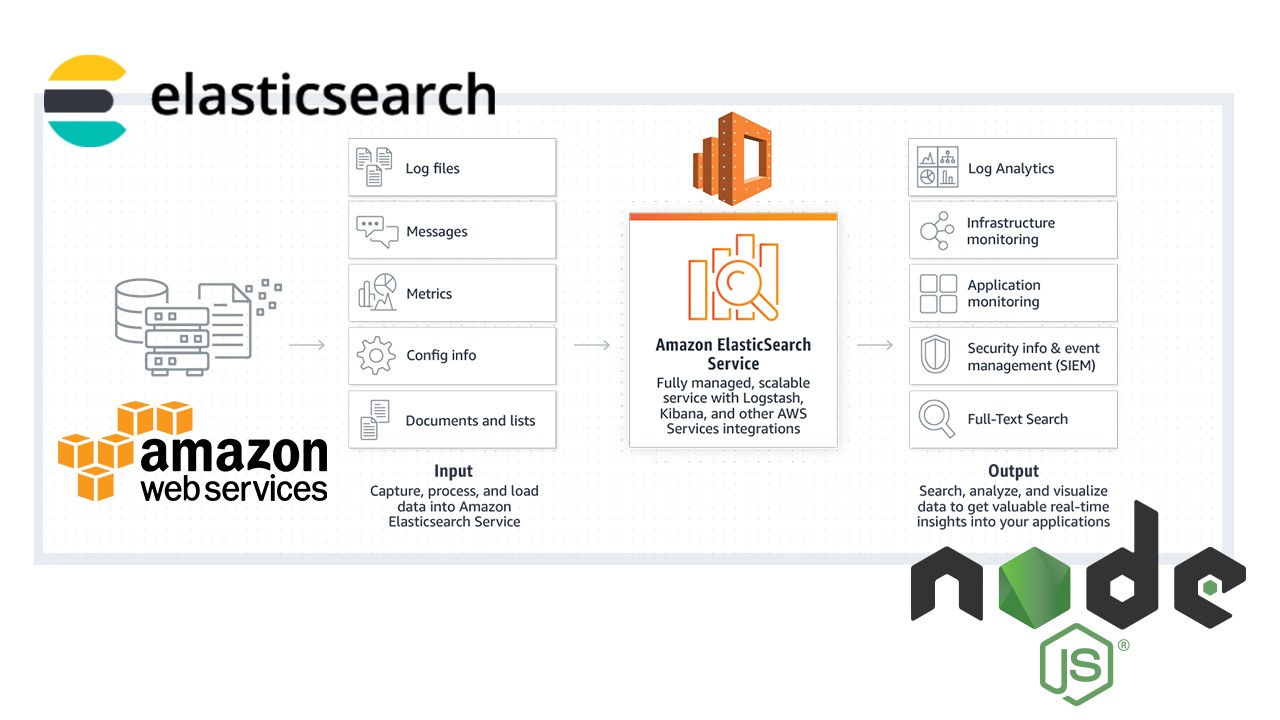 elasticsearch
Log files
Messages
Metrics
Config info
Documents and lists
Input
Capture, process, and load
data into Amazon
Elasticsearch Service
amazon
webservices
Amazon ElasticSearch
Service
Fully managed, scalable
service with Logstash,
Kibana, and other AWS
Services integrations
Log Analytics
Infrastructure
monitoring
Application
monitoring
Security info & event
management (SIEM)
Full-Text Search
Output
Search, analyze, and visualize
data to get valuable real-time
insights into your applications
node
JS®